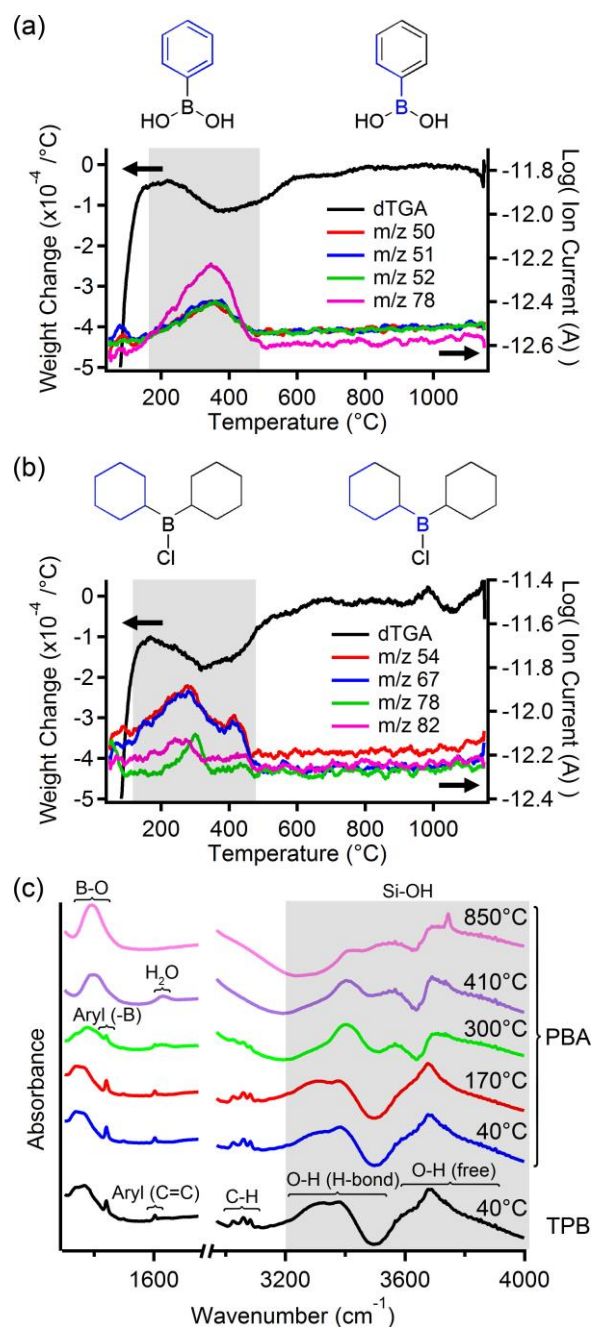 (a)
B
HO OH
B
HO OH
Weight Change (x10⁻⁴ /°C)
0
-1
-2
-3
-4
-5
dTGA
m/z 50
m/z 51
m/z 52
m/z 78
-11.8
-12.0
-12.2
-12.4
-12.6
Log( Ion Current (A) )
200 400 600 800 1000
Temperature (°C)
(b)
B
Cl
B
Cl
Weight Change (x10⁻⁴ /°C)
0
-1
-2
-3
-4
-5
dTGA
m/z 54
m/z 67
m/z 78
m/z 82
-11.4
-11.6
-11.8
-12.0
-12.2
-12.4
Log( Ion Current (A) )
200 400 600 800 1000
Temperature (°C)
(c)
Absorbance
B-O
Si-OH
850°C
H₂O
410°C
Aryl (-B)
300°C
PBA
170°C
40°C
O-H (H-bond)
O-H (free)
Aryl (C=C)
C-H
40°C
TPB
1600 3200 3600 4000
Wavenumber (cm⁻¹)